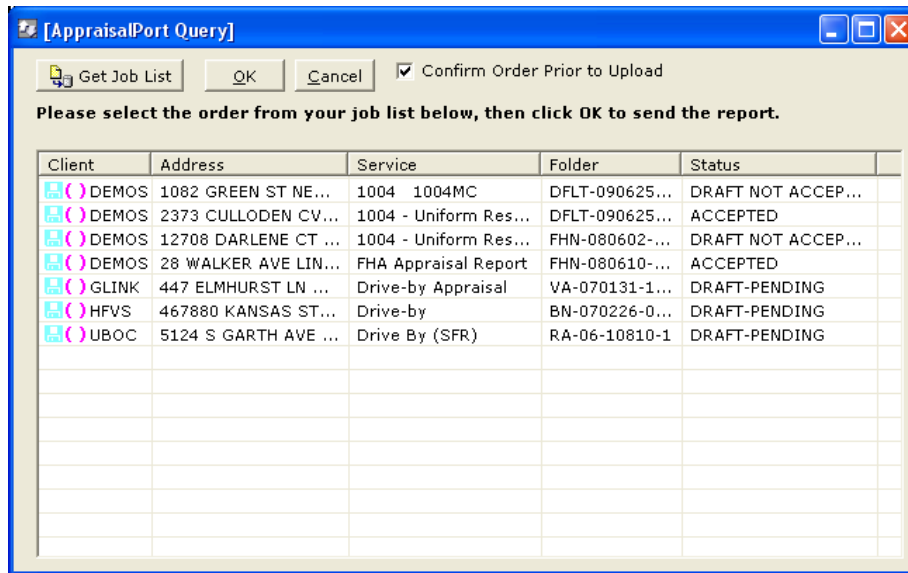 [AppraisalPort Query]
Get Job List OK Cancel Confirm Order Prior to Upload
Please select the order from your job list below, then click OK to send the report.
Client Address Service Folder Status
( ) DEMOS 1082 GREEN ST NE... 1004 1004MC DFLT-090625... DRAFT NOT ACCEP...
( ) DEMOS 2373 CULLODEN CV... 1004 - Uniform Res... DFLT-090625... ACCEPTED
( ) DEMOS 12708 DARLENE CT ... 1004 - Uniform Res... FHN-080602-... DRAFT NOT ACCEP...
( ) DEMOS 28 WALKER AVE LIN... FHA Appraisal Report FHN-080610-... ACCEPTED
( ) GLINK 447 ELMHURST LN ... Drive-by Appraisal VA-070131-1... DRAFT-PENDING
( ) HFVS 467880 KANSAS ST... Drive-by BN-070226-0... DRAFT-PENDING
( ) UBOC 5124 S GARTH AVE ... Drive By (SFR) RA-06-10810-1 DRAFT-PENDING